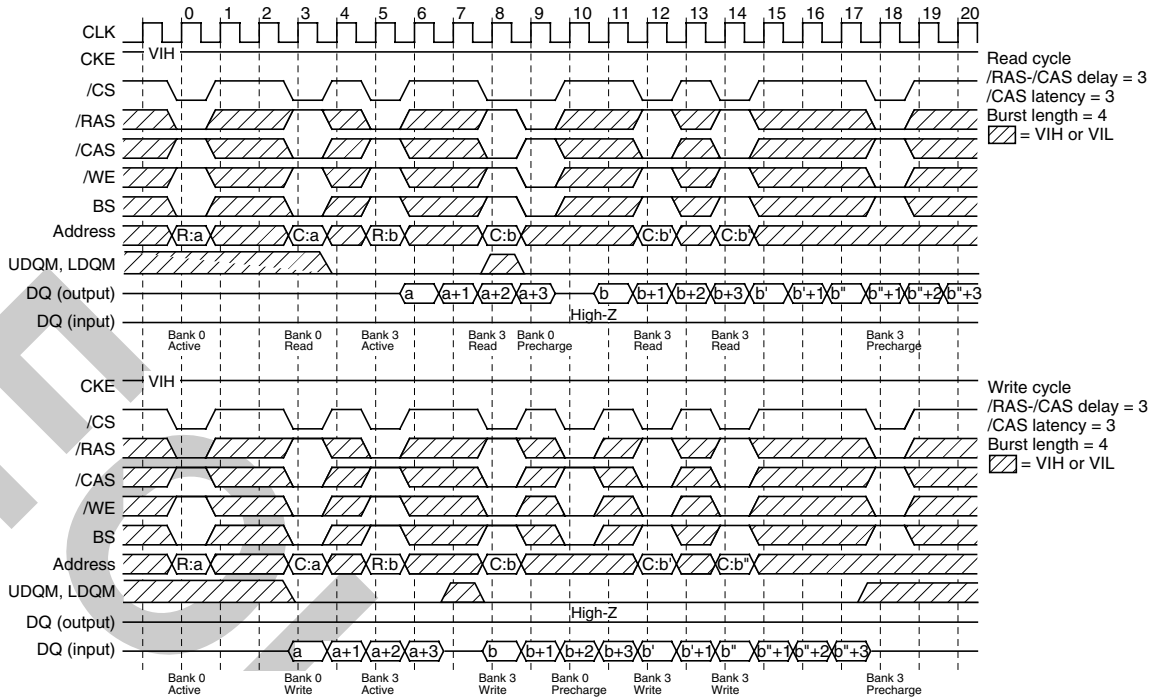 0 1 2 3 4 5 6 7 8 9 10 11 12 13 14 15 16 17 18 19 20
CLK
CKE VIH
/CS
/RAS
/CAS
/WE
BS
Address R:a C:a R:b C:b C:b' C:b"
UDQM, LDQM
DQ (output) a a+1 a+2 a+3 b b+1 b+2 b+3 b' b'+1 b" b"+1 b"+2 b"+3
DQ (input) High-Z
Bank 0 Active
Bank 0 Read
Bank 3 Active
Bank 3 Read
Bank 0 Precharge
Bank 3 Read
Bank 3 Read
Bank 3 Precharge
Read cycle
/RAS-/CAS delay = 3
/CAS latency = 3
Burst length = 4
= VIH or VIL
CKE VIH
/CS
/RAS
/CAS
/WE
BS
Address R:a C:a R:b C:b C:b' C:b"
UDQM, LDQM
DQ (output) High-Z
DQ (input) a a+1 a+2 a+3 b b+1 b+2 b+3 b' b'+1 b" b"+1 b"+2 b"+3
Bank 0 Active
Bank 0 Write
Bank 3 Active
Bank 3 Write
Bank 0 Precharge
Bank 3 Write
Bank 3 Write
Bank 3 Precharge
Write cycle
/RAS-/CAS delay = 3
/CAS latency = 3
Burst length = 4
= VIH or VIL